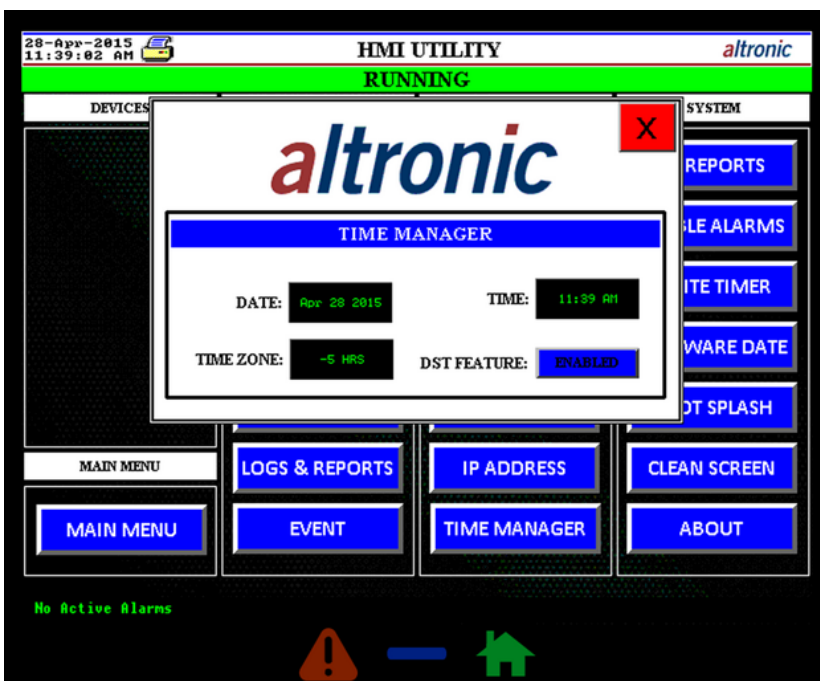 28-Apr-2015
11:39:02 AM
HMI UTILITY
altronic
RUNNING
DEVICES
SYSTEM
X
altronic
TIME MANAGER
DATE: Apr 28 2015
TIME: 11:39 AM
TIME ZONE: -5 HRS
DST FEATURE: ENABLED
REPORTS
LE ALARMS
ITE TIMER
WARE DATE
OT SPLASH
MAIN MENU
LOGS & REPORTS
IP ADDRESS
CLEAN SCREEN
MAIN MENU
EVENT
TIME MANAGER
ABOUT
No Active Alarms